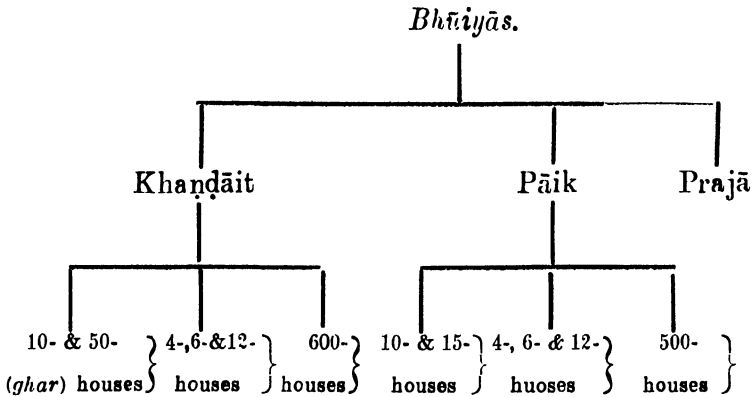 Bhūiyās.
Khaṇḍāit Pāik Prajā
10- & 50- } 4-,6-&12- } 600- } 10- & 15- } 4-, 6- & 12- } 500- }
(ghar) houses houses houses houses huoses houses